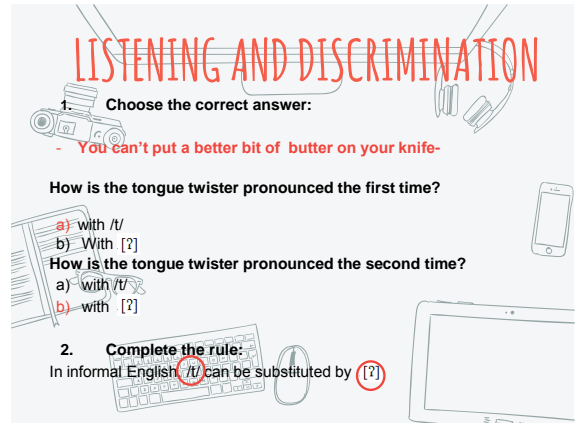 LISTENING AND DISCRIMINATION
1. Choose the correct answer:
- You can’t put a better bit of butter on your knife-
How is the tongue twister pronounced the first time?
a) with /t/
b) With [ʔ]
How is the tongue twister pronounced the second time?
a) with /t/
b) with [ʔ]
2. Complete the rule:
In informal English /t/ can be substituted by [ʔ]